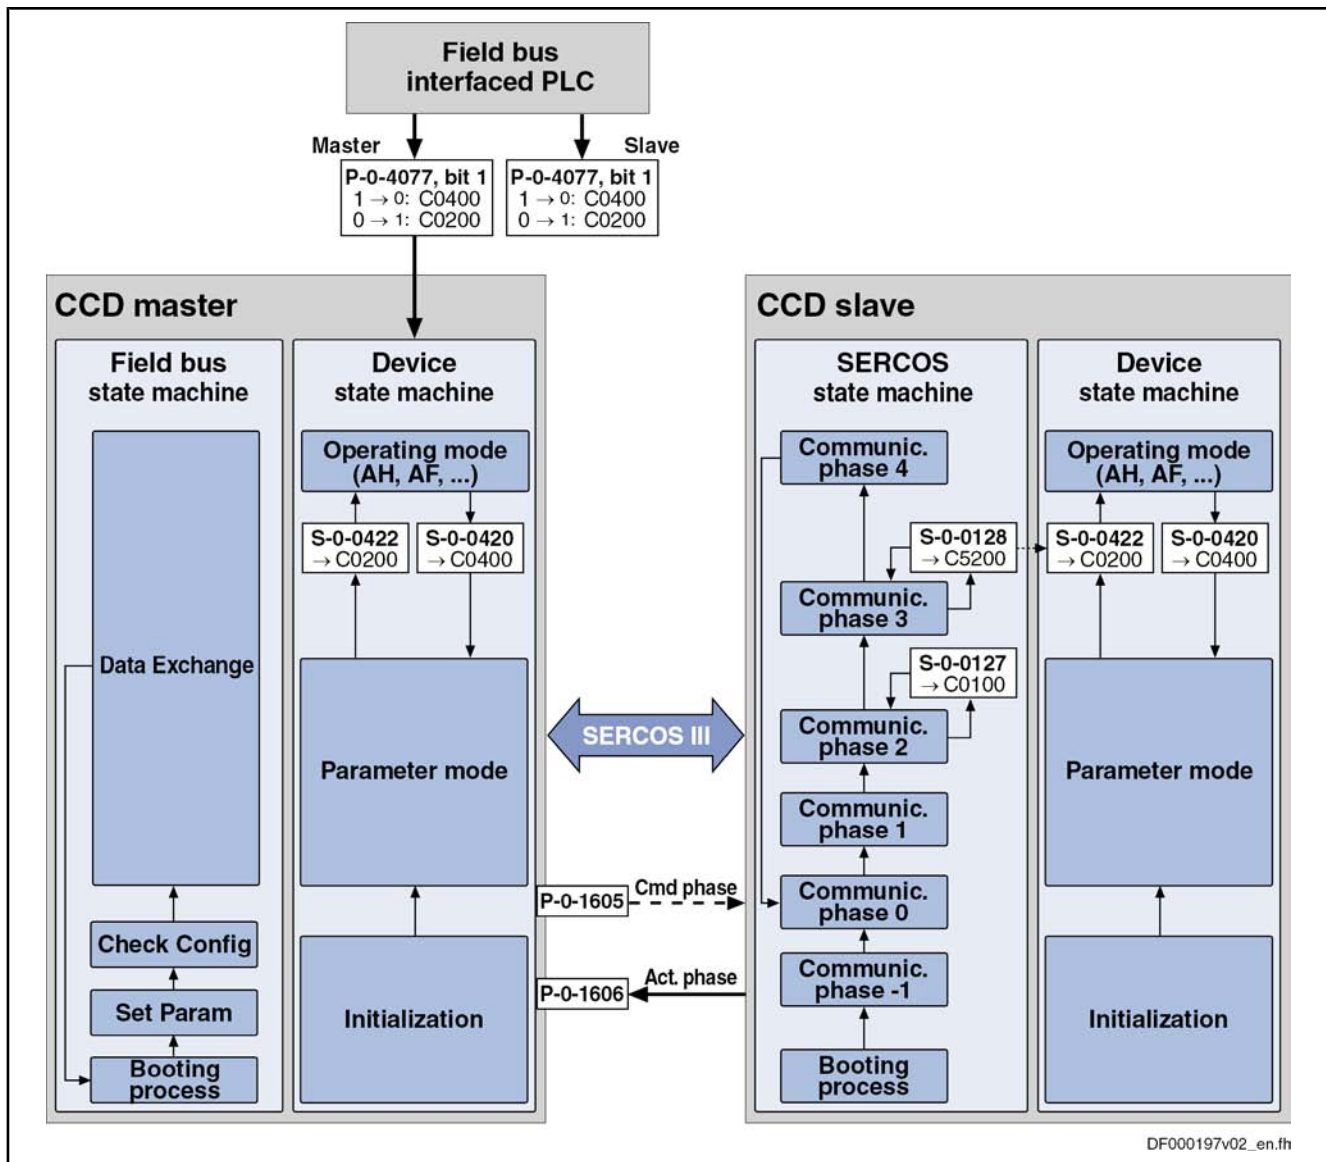 Field bus
interfaced PLC
Master
Slave
P-0-4077, bit 1
1 → 0: C0400
0 → 1: C0200
P-0-4077, bit 1
1 → 0: C0400
0 → 1: C0200
CCD master
Field bus
state machine
Data Exchange
Check Config
Set Param
Booting
process
Device
state machine
Operating mode
(AH, AF, ...)
S-0-0422
→ C0200
S-0-0420
→ C0400
Parameter mode
Initialization
SERCOS III
P-0-1605
Cmd phase
P-0-1606
Act. phase
CCD slave
SERCOS
state machine
Communic.
phase 4
S-0-0128
→ C5200
Communic.
phase 3
S-0-0127
→ C0100
Communic.
phase 2
Communic.
phase 1
Communic.
phase 0
Communic.
phase -1
Booting
process
Device
state machine
Operating mode
(AH, AF, ...)
S-0-0422
→ C0200
S-0-0420
→ C0400
Parameter mode
Initialization
DF000197v02_en.fh